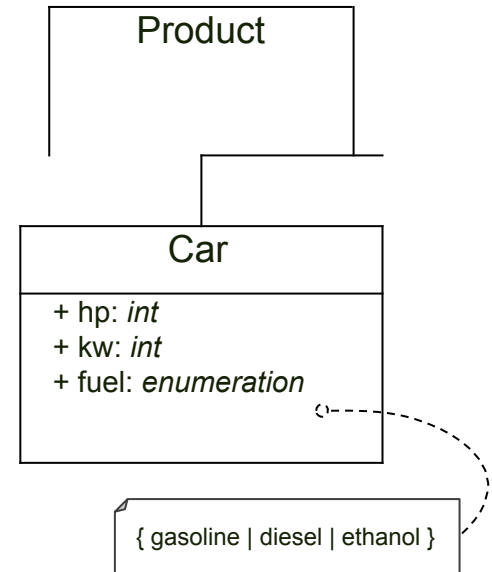 Product
Car
+ hp: int
+ kw: int
+ fuel: enumeration
{ gasoline | diesel | ethanol }